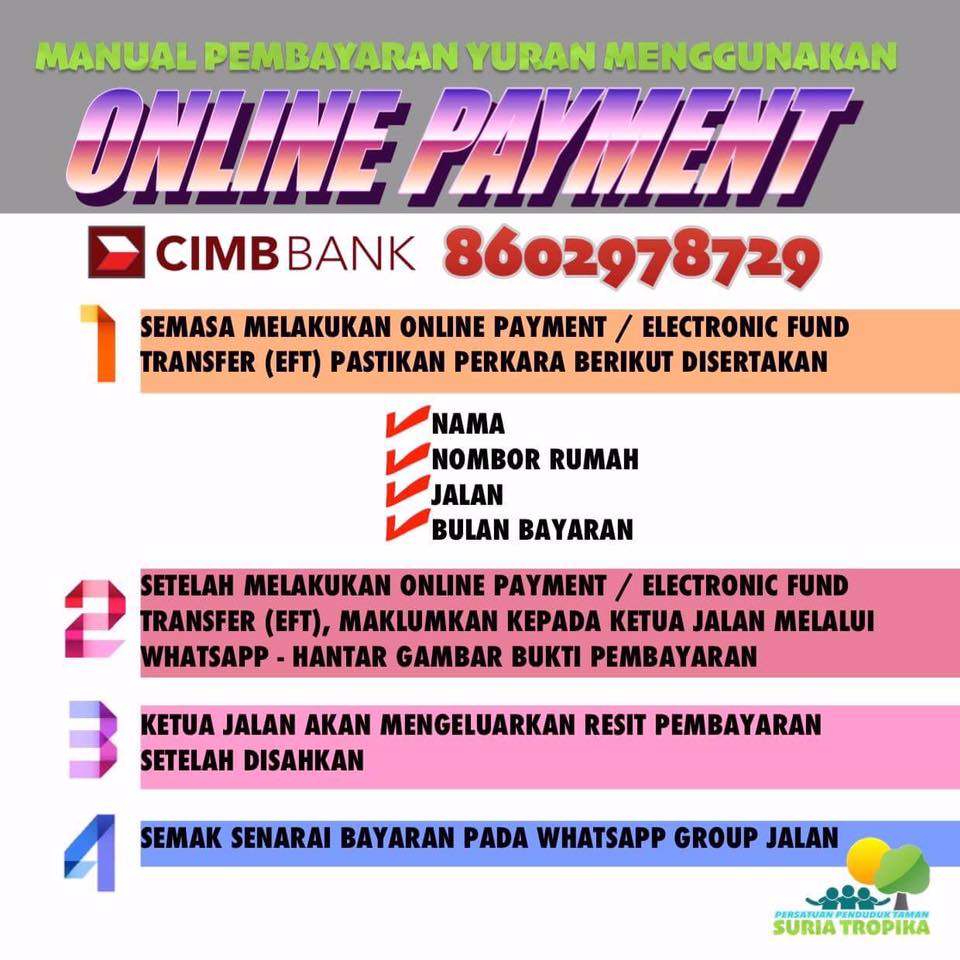 MANUAL PEMBAYARAN YURAN MENGGUNAKAN
ONLINE PAYMENT
CIMB BANK 8602978729
1 SEMASA MELAKUKAN ONLINE PAYMENT / ELECTRONIC FUND
TRANSFER (EFT) PASTIKAN PERKARA BERIKUT DISERTAKAN
NAMA
NOMBOR RUMAH
JALAN
BULAN BAYARAN
2 SETELAH MELAKUKAN ONLINE PAYMENT / ELECTRONIC FUND
TRANSFER (EFT), MAKLUMKAN KEPADA KETUA JALAN MELALUI
WHATSAPP - HANTAR GAMBAR BUKTI PEMBAYARAN
3 KETUA JALAN AKAN MENGELUARKAN RESIT PEMBAYARAN
SETELAH DISAHKAN
4 SEMAK SENARAI BAYARAN PADA WHATSAPP GROUP JALAN
PERSATUAN PENDUDUK TAMAN
SURIA TROPIKA